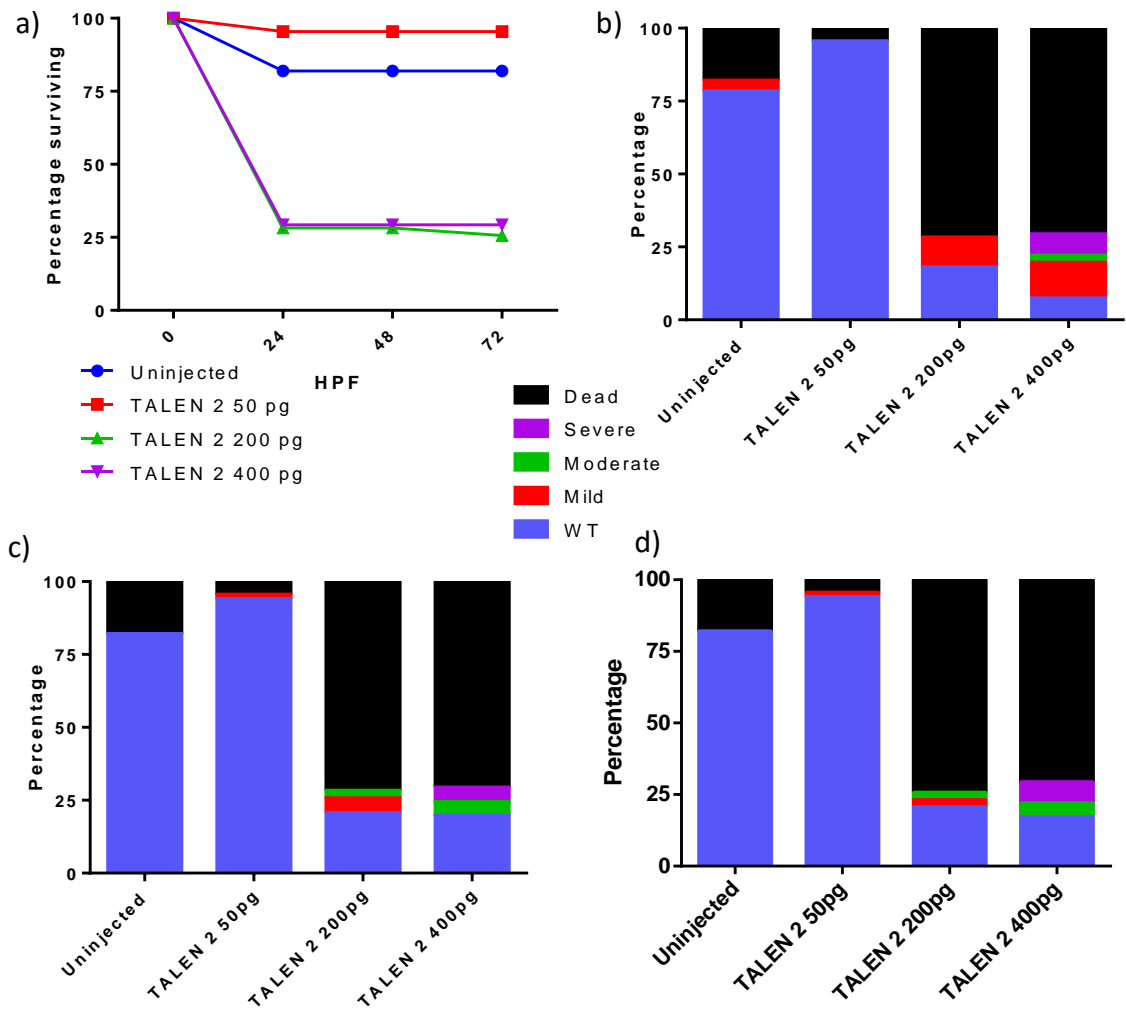 a)
Percentage surviving
100
75
50
25
0
0
24
48
72
HPF
Uninjected
TALEN 2 50 pg
TALEN 2 200 pg
TALEN 2 400 pg
b)
Percentage
100
75
50
25
0
Uninjected
TALEN 2 50pg
TALEN 2 200pg
TALEN 2 400pg
Dead
Severe
Moderate
Mild
WT
c)
Percentage
100
75
50
25
0
Uninjected
TALEN 2 50pg
TALEN 2 200pg
TALEN 2 400pg
d)
Percentage
100
75
50
25
0
Uninjected
TALEN 2 50pg
TALEN 2 200pg
TALEN 2 400pg